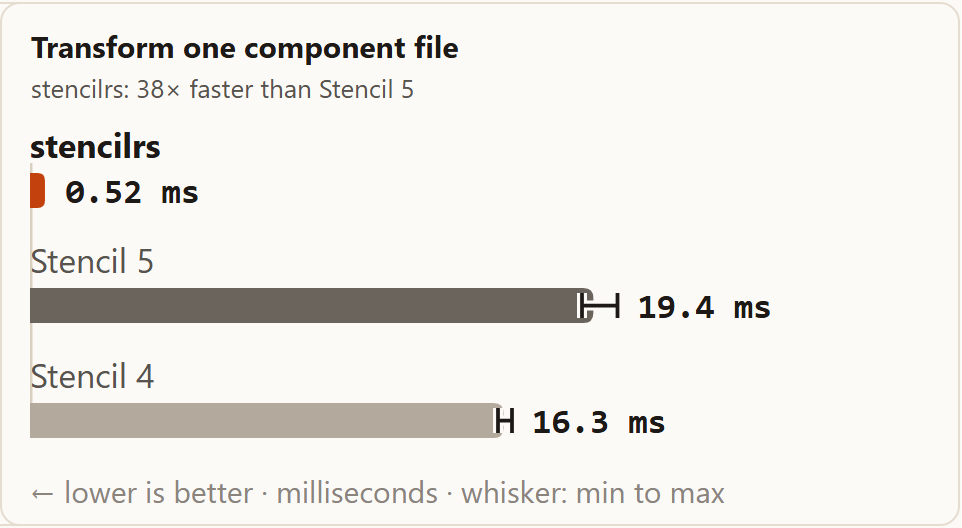 Transform one component file
stencilrs: 38× faster than Stencil 5
stencilrs
0.52 ms
Stencil 5
19.4 ms
Stencil 4
16.3 ms
← lower is better · milliseconds · whisker: min to max